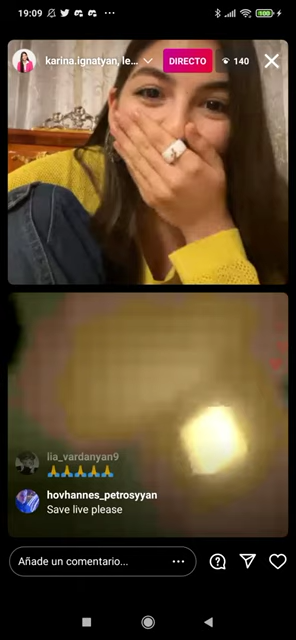 19:09
100
karina.ignatyan, le...
DIRECTO
140
lia_vardanyan9
🙏🙏🙏🙏🙏
hovhannes_petrosyyan
Save live please
Añade un comentario...